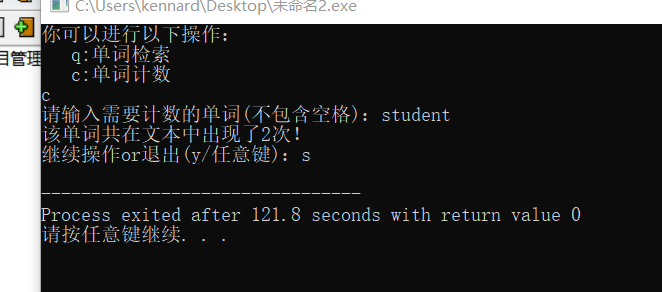 C:\Users\kennard\Desktop\未命名2.exe
目管理
你可以进行以下操作：
q:单词检索
c:单词计数
c
请输入需要计数的单词(不包含空格)：student
该单词共在文本中出现了2次！
继续操作or退出(y/任意键)：s
--------------------------------
Process exited after 121.8 seconds with return value 0
请按任意键继续. . .